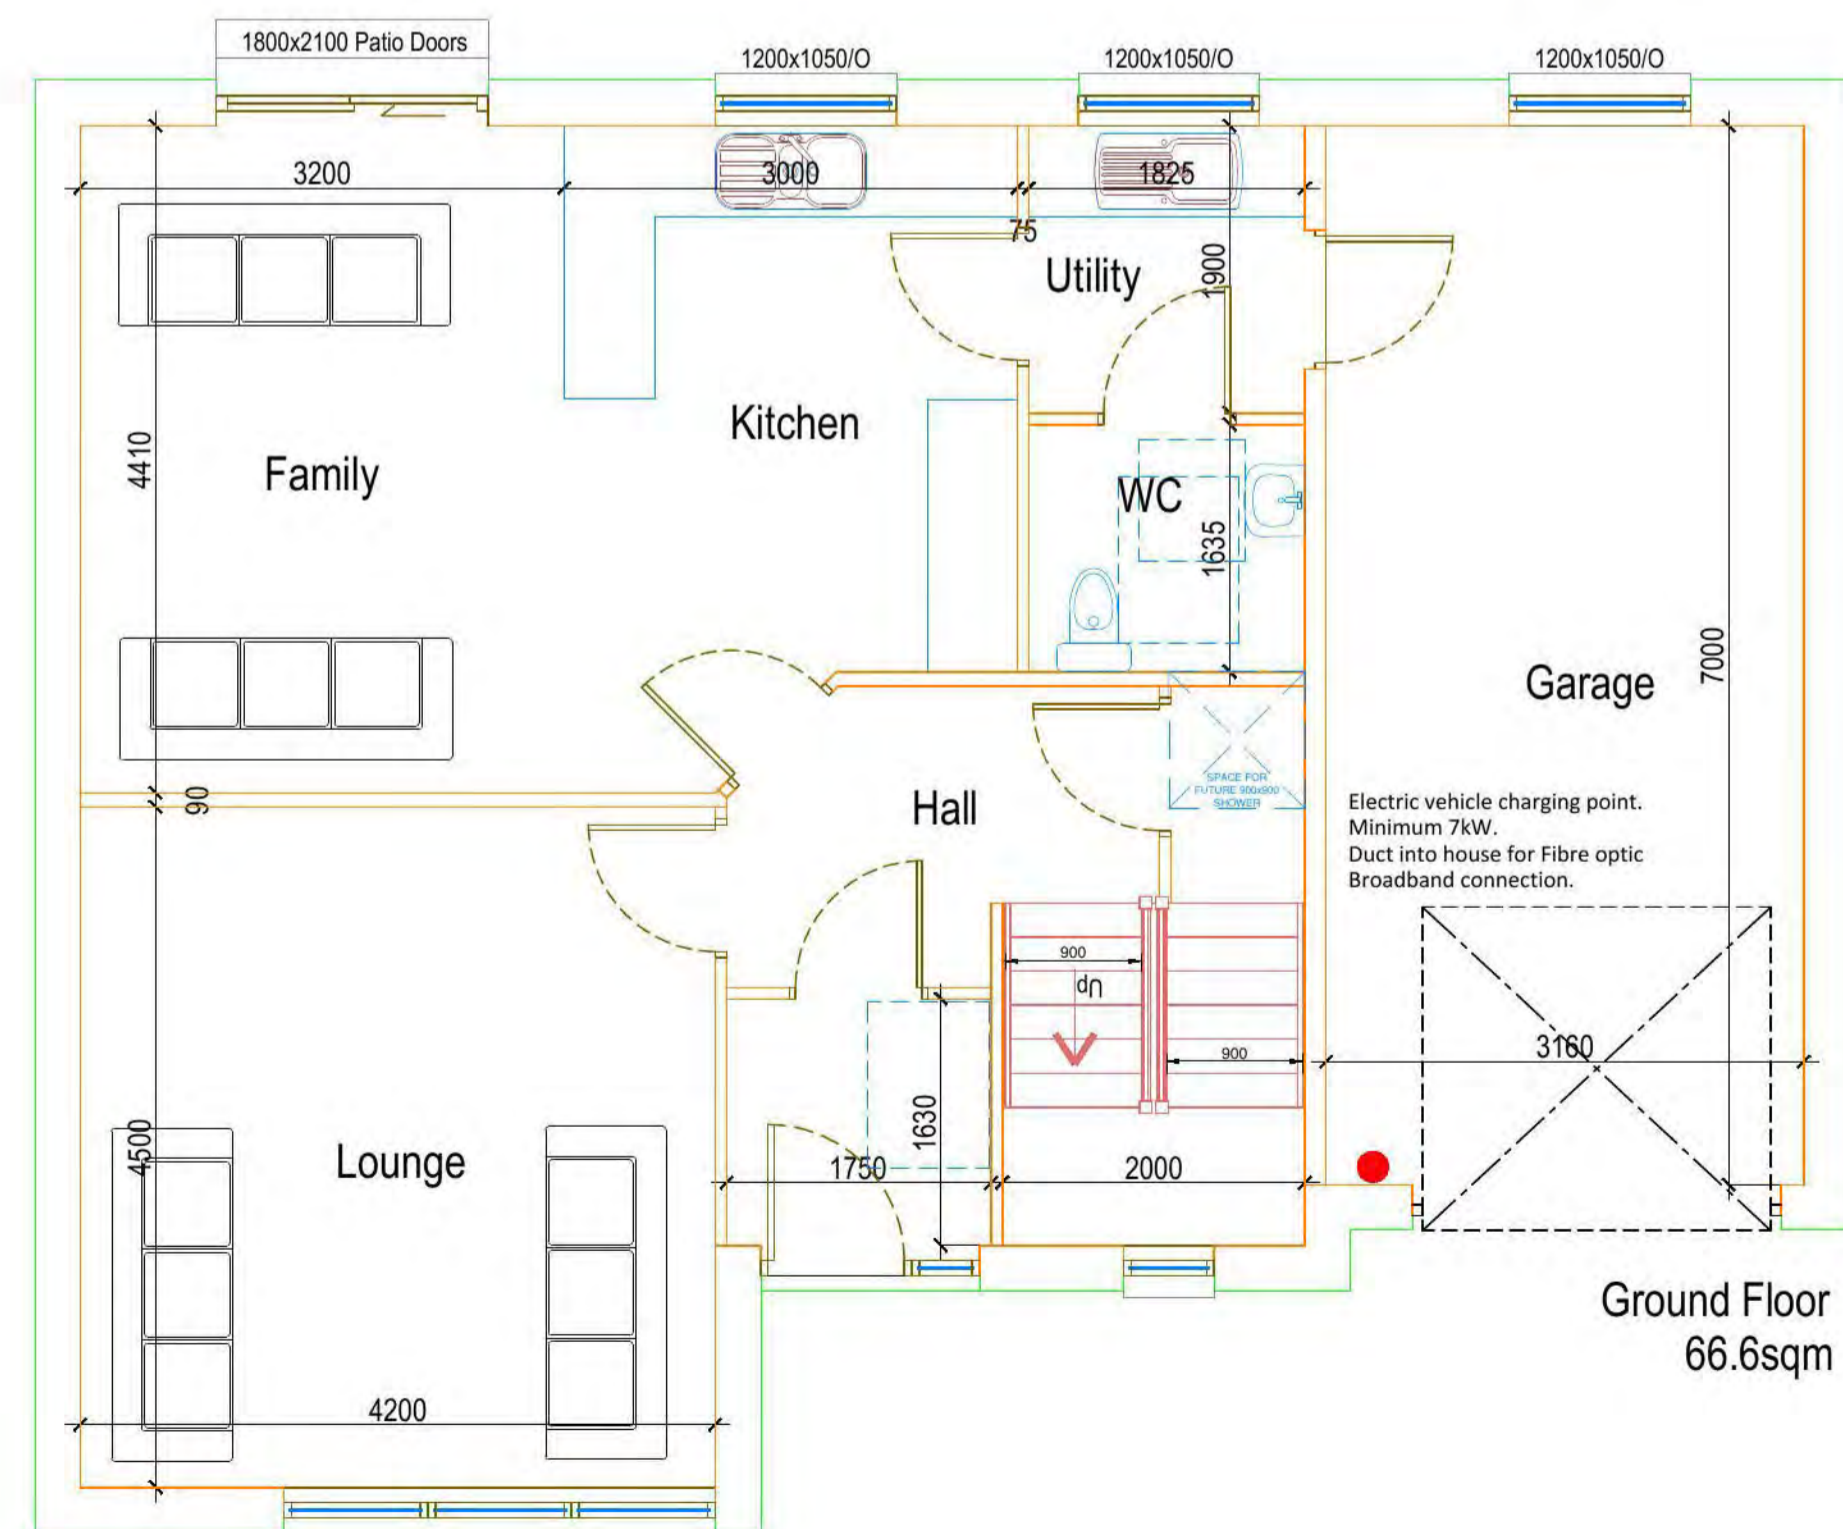 1800x2100 Patio Doors
1200x1050/O
1200x1050/O
1200x1050/O
3200
3000
1825
75
Utility
1900
Kitchen
4410
Family
WC
1635
7000
Garage
SPACE FOR
FUTURE 900x900
SHOWER
90
Hall
Electric vehicle charging point.
Minimum 7kW.
Duct into house for Fibre optic
Broadband connection.
900
Up
3160
900
1630
4500
Lounge
1750
2000
Ground Floor
66.6sqm
4200